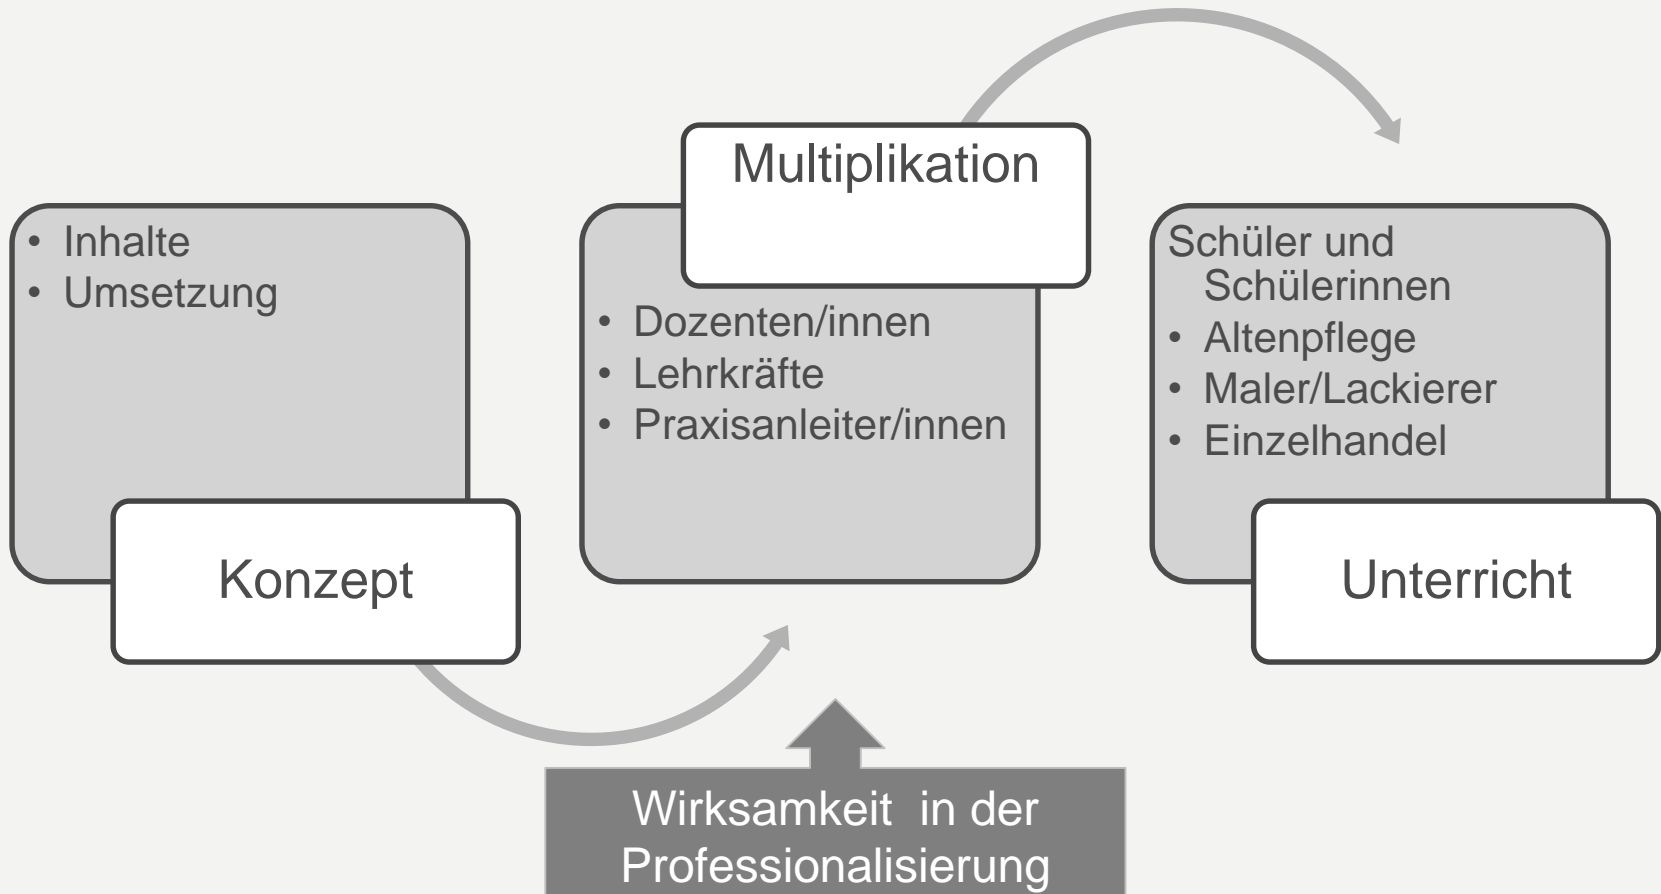 • Inhalte
• Umsetzung
Konzept
Multiplikation
• Dozenten/innen
• Lehrkräfte
• Praxisanleiter/innen
Schüler und
Schülerinnen
• Altenpflege
• Maler/Lackierer
• Einzelhandel
Unterricht
Wirksamkeit in der
Professionalisierung